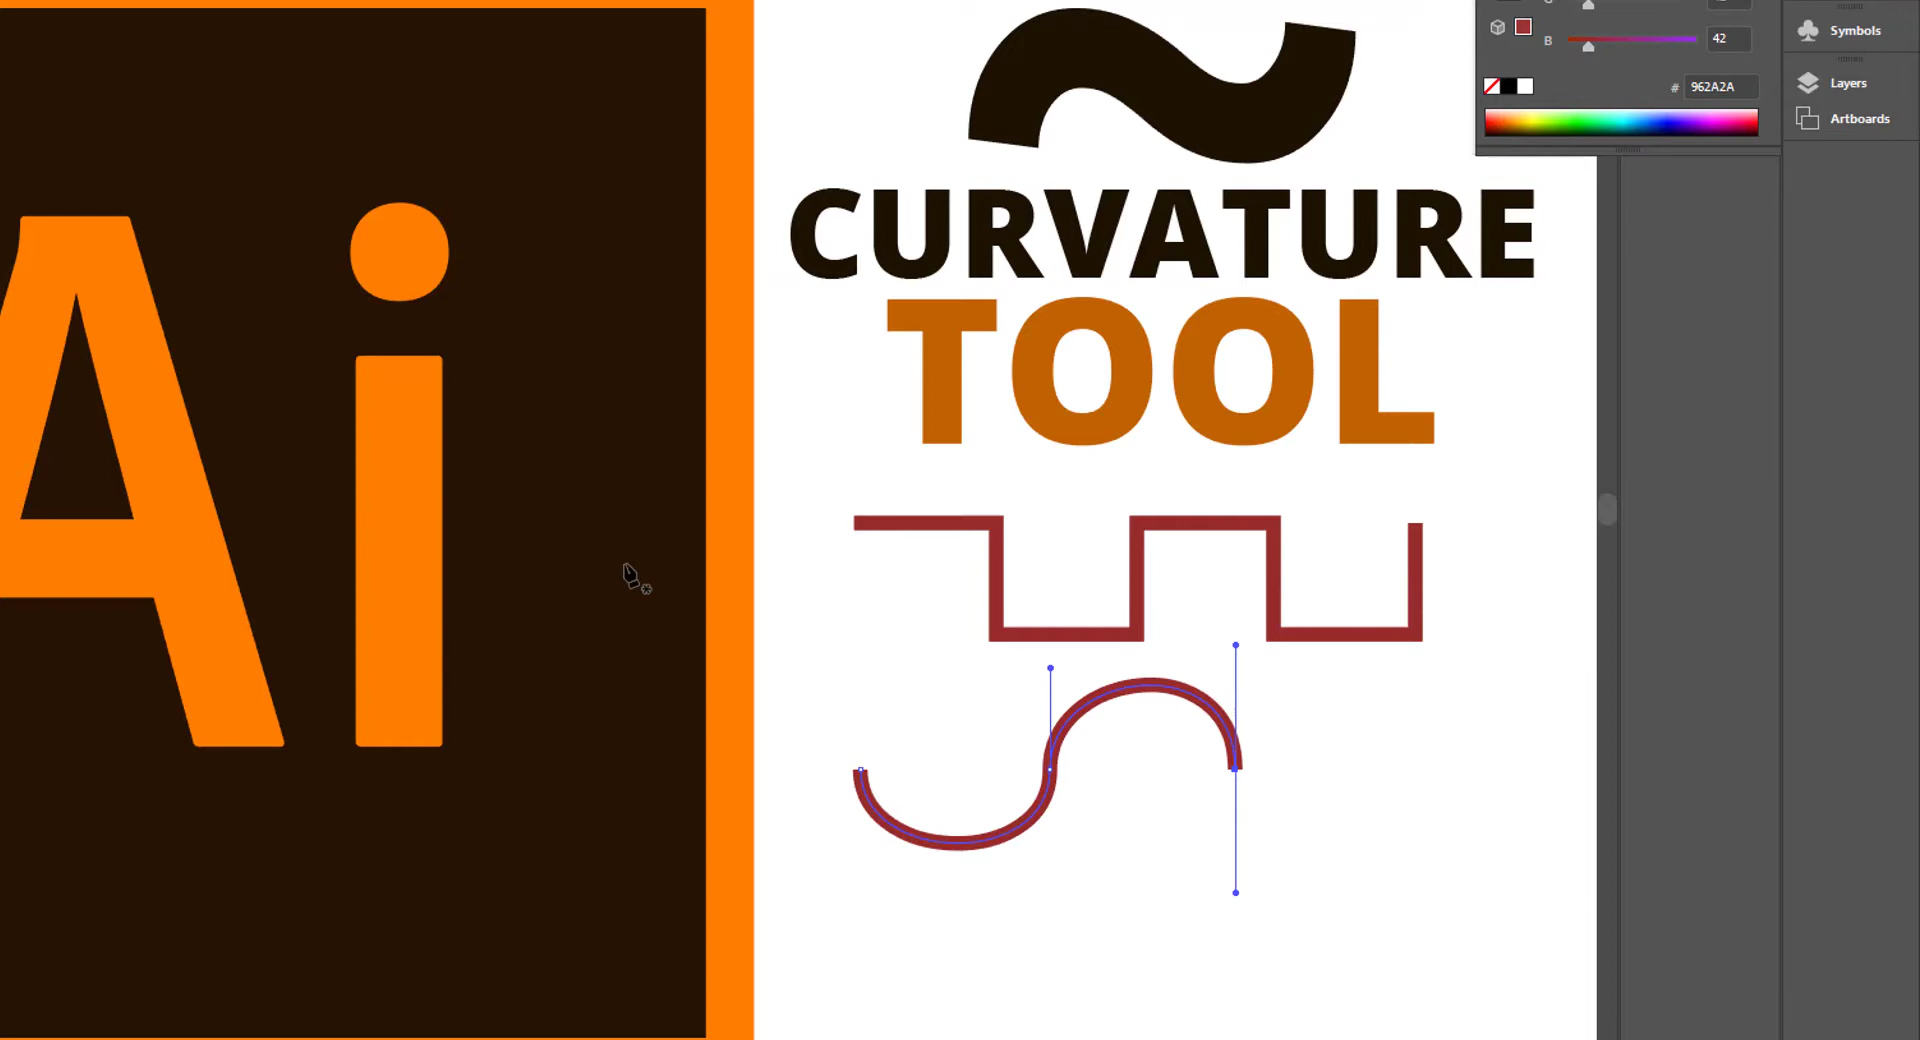 Ai
CURVATURE
TOOL
B
42
# 962A2A
Symbols
Layers
Artboards